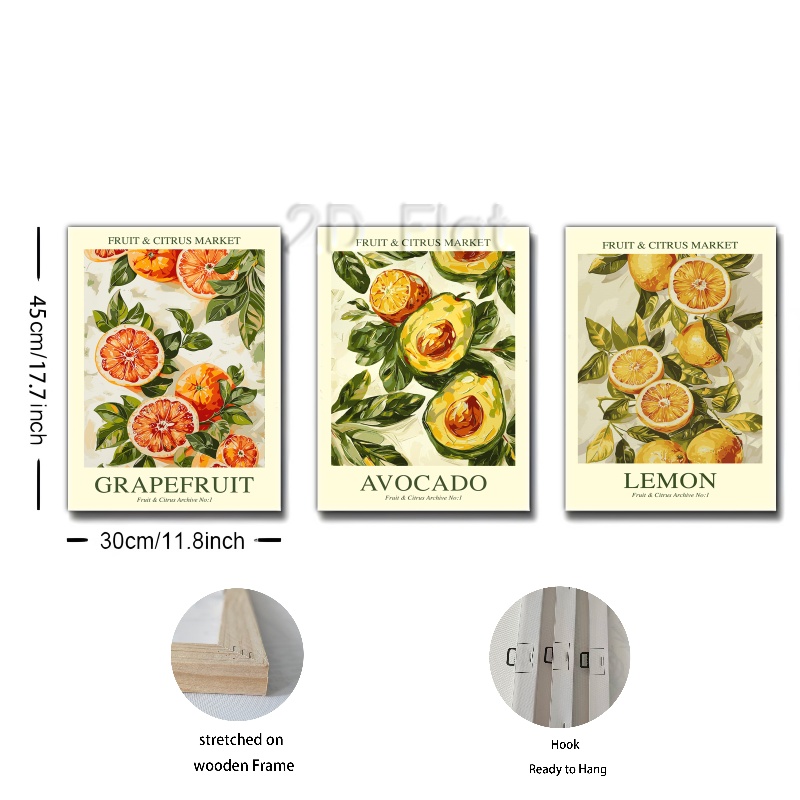 2D Flat
FRUIT & CITRUS MARKET
GRAPEFRUIT
Fruit & Citrus Archive No:1
FRUIT & CITRUS MARKET
AVOCADO
Fruit & Citrus Archive No:1
FRUIT & CITRUS MARKET
LEMON
Fruit & Citrus Archive No:1
45cm/17.7inch
30cm/11.8inch
stretched on
wooden Frame
Hook
Ready to Hang